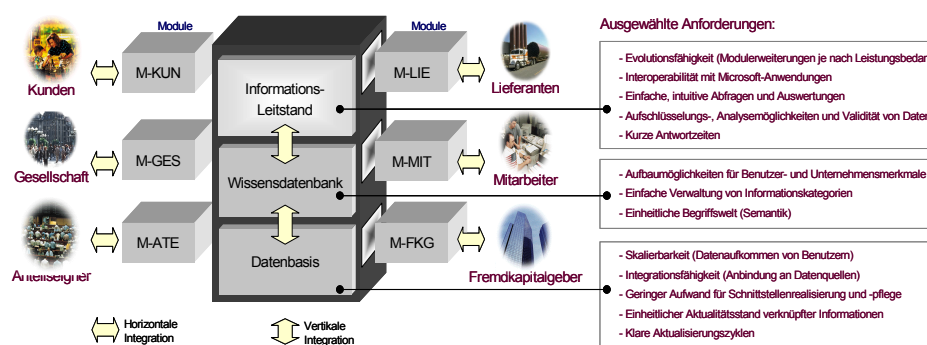 Module
Module
Ausgewählte Anforderungen:
Kunden
M-KUN
Informations-
Leitstand
M-LIE
Lieferanten
- Evolutionsfähigkeit (Modulerweiterungen je nach Leistungsbedar
- Interoperabilität mit Microsoft-Anwendungen
- Einfache, intuitive Abfragen und Auswertungen
- Aufschlüsselungs-, Analysemöglichkeiten und Validität von Daten
- Kurze Antwortzeiten
Gesellschaft
M-GES
Wissensdatenbank
M-MIT
Mitarbeiter
- Aufbaumöglichkeiten für Benutzer- und Unternehmensmerkmale
- Einfache Verwaltung von Informationskategorien
- Einheitliche Begriffswelt (Semantik)
Anteilseigner
M-ATE
Datenbasis
M-FKG
Fremdkapitalgeber
- Skalierbarkeit (Datenaufkommen von Benutzern)
- Integrationsfähigkeit (Anbindung an Datenquellen)
- Geringer Aufwand für Schnittstellenrealisierung und -pflege
- Einheitlicher Aktualitätsstand verknüpfter Informationen
- Klare Aktualisierungszyklen
Horizontale
Integration
Vertikale
Integration